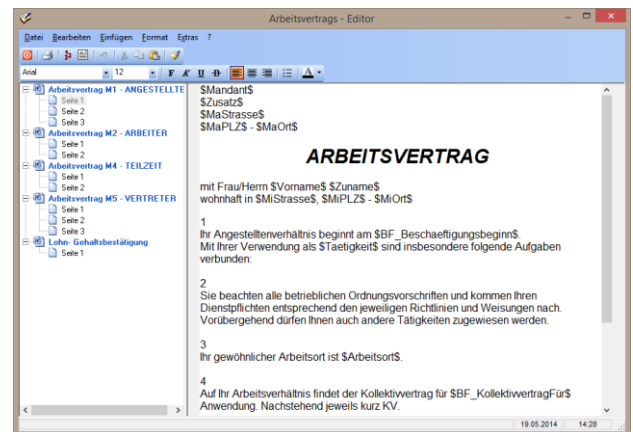 Arbeitsvertrags - Editor
Datei Bearbeiten Einfügen Format Extras ?
Arial 12 F K U D A
Arbeitsvertrag M1 - ANGESTELLTE
Seite 1
Seite 2
Seite 3
Arbeitsvertrag M2 - ARBEITER
Seite 1
Seite 2
Arbeitsvertrag M4 - TEILZEIT
Seite 1
Seite 2
Arbeitsvertrag M5 - VERTRETER
Seite 1
Seite 2
Seite 3
Lohn- Gehaltsbestätigung
Seite 1
$Mandant$
$Zusatz$
$MaStrasse$
$MaPLZ$ - $MaOrt$
ARBEITSVERTRAG
mit Frau/Herrn $Vorname$ $Zuname$
wohnhaft in $MiStrasse$, $MiPLZ$ - $MiOrt$
1
Ihr Angestelltenverhältnis beginnt am $BF_Beschaeftigungsbeginn$.
Mit Ihrer Verwendung als $Taetigkeit$ sind insbesondere folgende Aufgaben
verbunden:
2
Sie beachten alle betrieblichen Ordnungsvorschriften und kommen Ihren
Dienstpflichten entsprechend den jeweiligen Richtlinien und Weisungen nach.
Vorübergehend dürfen Ihnen auch andere Tätigkeiten zugewiesen werden.
3
Ihr gewöhnlicher Arbeitsort ist $Arbeitsort$.
4
Auf Ihr Arbeitsverhältnis findet der Kollektivvertrag für $BF_KollektivvertragFür$
Anwendung. Nachstehend jeweils kurz KV.
19.05.2014 14:28